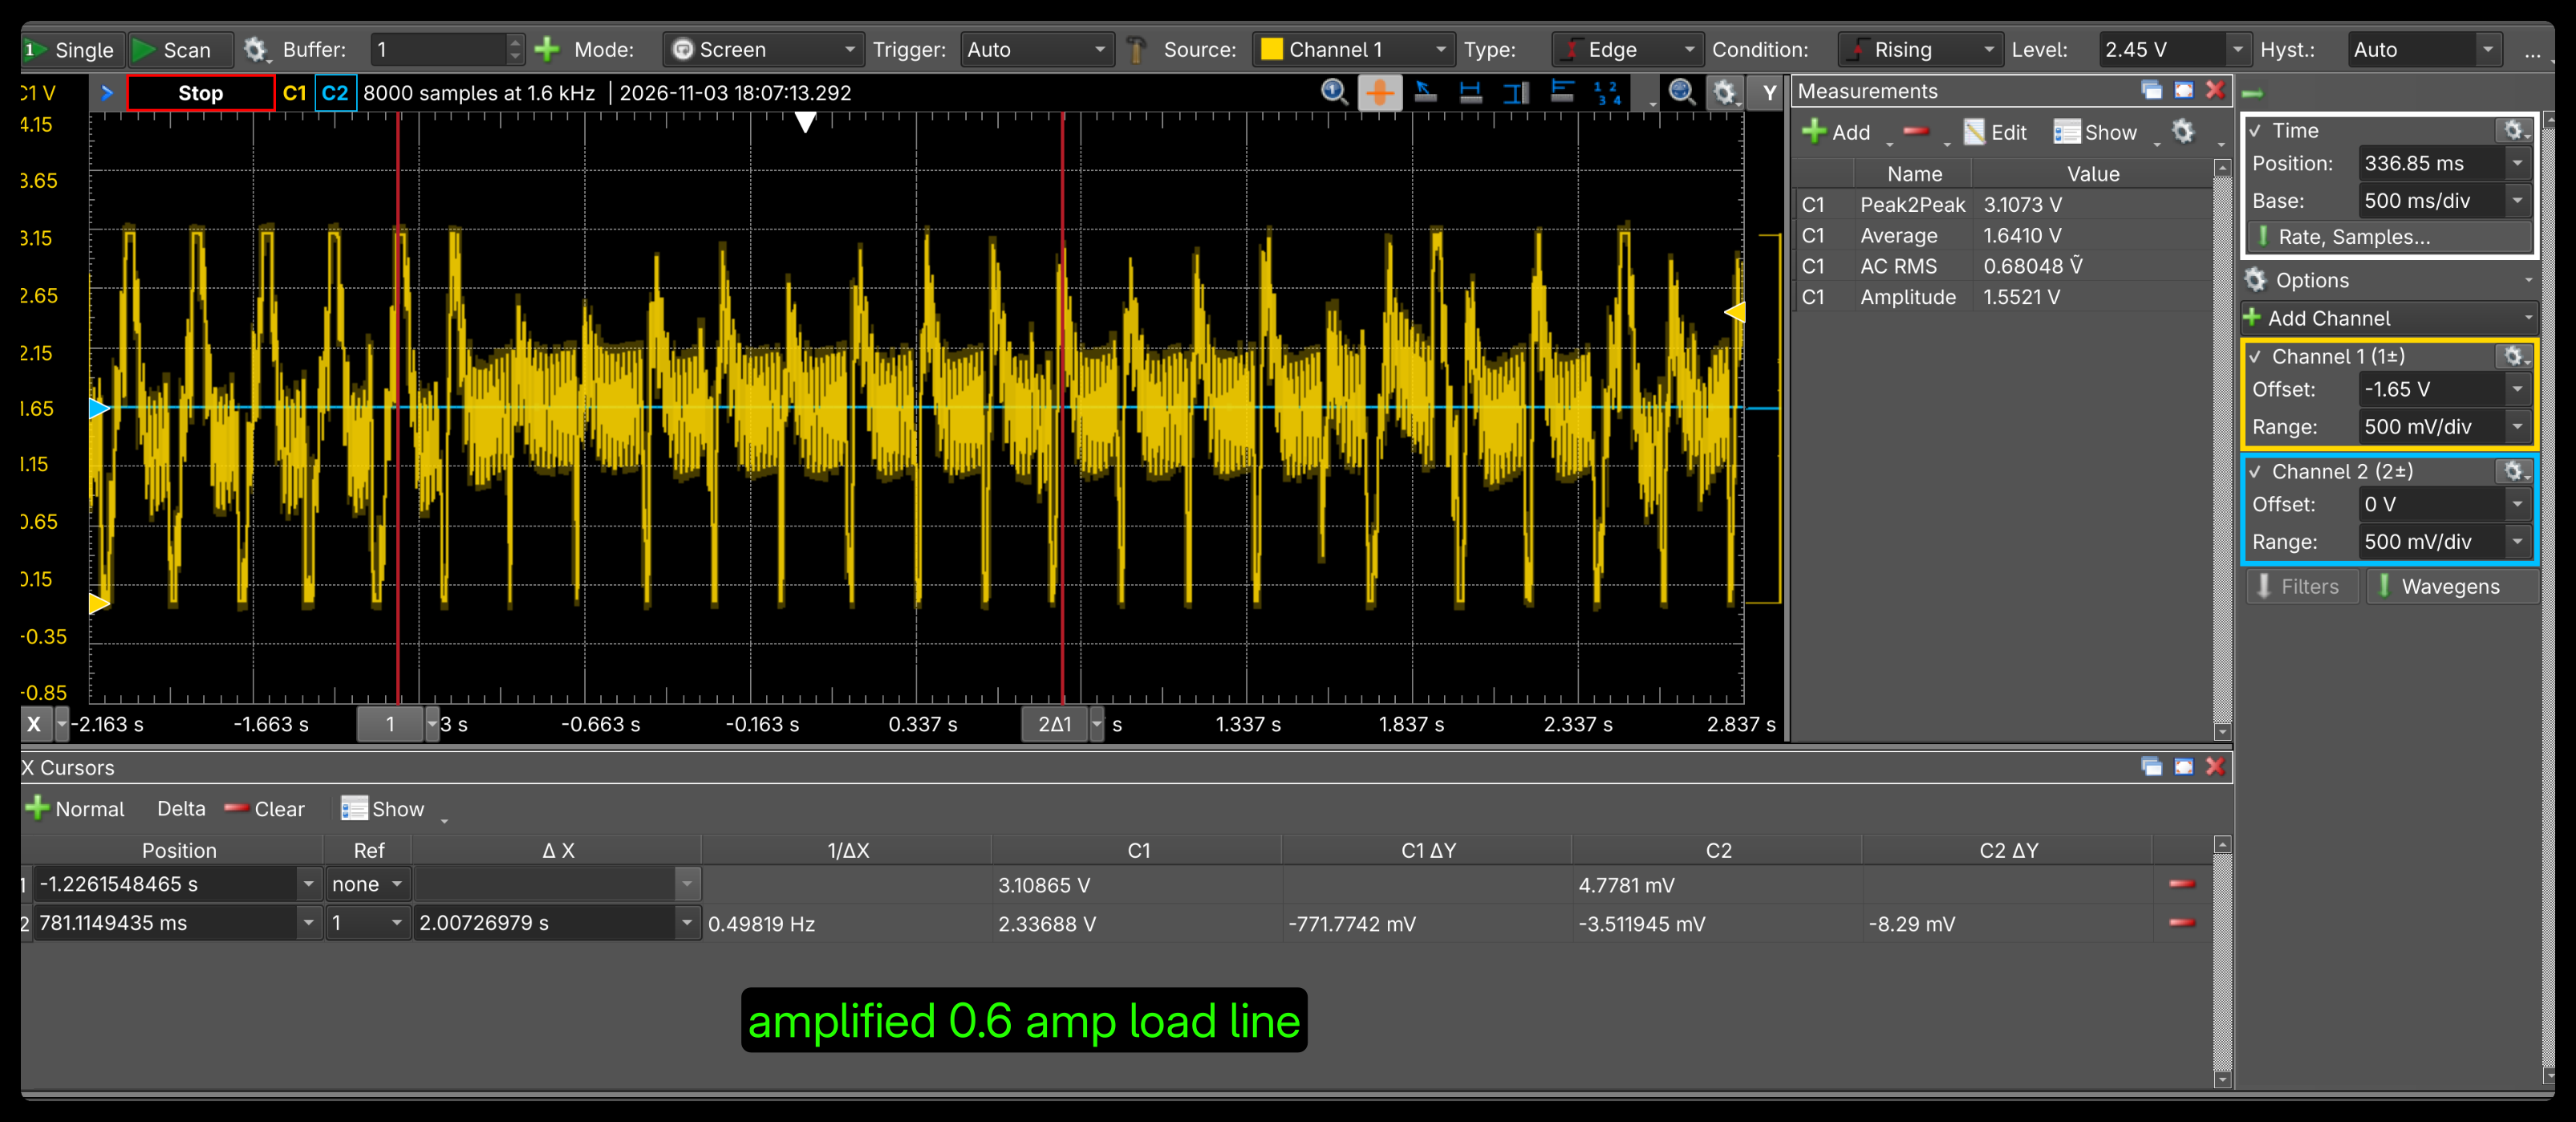 1 Single Scan Buffer: 1 Mode: Screen Trigger: Auto Source: Channel 1 Type: Edge Condition: Rising Level: 2.45 V Hyst.: Auto ...
C1 V Stop C1 C2 8000 samples at 1.6 kHz | 2026-11-03 18:07:13.292 Y
4.15
3.65
3.15
2.65
2.15
1.65
1.15
0.65
0.15
-0.35
-0.85
X -2.163 s -1.663 s 1 3 s -0.663 s -0.163 s 0.337 s 2Δ1 s 1.337 s 1.837 s 2.337 s 2.837 s
Measurements
Add Edit Show
Name Value
C1 Peak2Peak 3.1073 V
C1 Average 1.6410 V
C1 AC RMS 0.68048 Ṽ
C1 Amplitude 1.5521 V
Time
Position: 336.85 ms
Base: 500 ms/div
Rate, Samples...
Options
Add Channel
Channel 1 (1±)
Offset: -1.65 V
Range: 500 mV/div
Channel 2 (2±)
Offset: 0 V
Range: 500 mV/div
Filters Wavegens
X Cursors
Normal Delta Clear Show
Position Ref Δ X 1/ΔX C1 C1 ΔY C2 C2 ΔY
1 -1.2261548465 s none 3.10865 V 4.7781 mV
2 781.1149435 ms 1 2.00726979 s 0.49819 Hz 2.33688 V -771.7742 mV -3.511945 mV -8.29 mV
amplified 0.6 amp load line